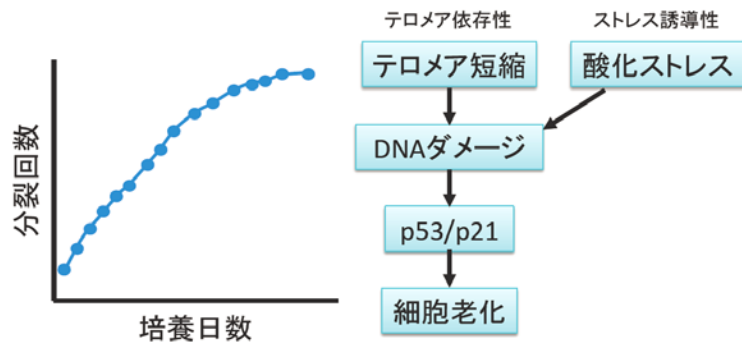 テロメア依存性
ストレス誘導性
テロメア短縮
酸化ストレス
DNAダメージ
p53/p21
細胞老化
分裂回数
培養日数